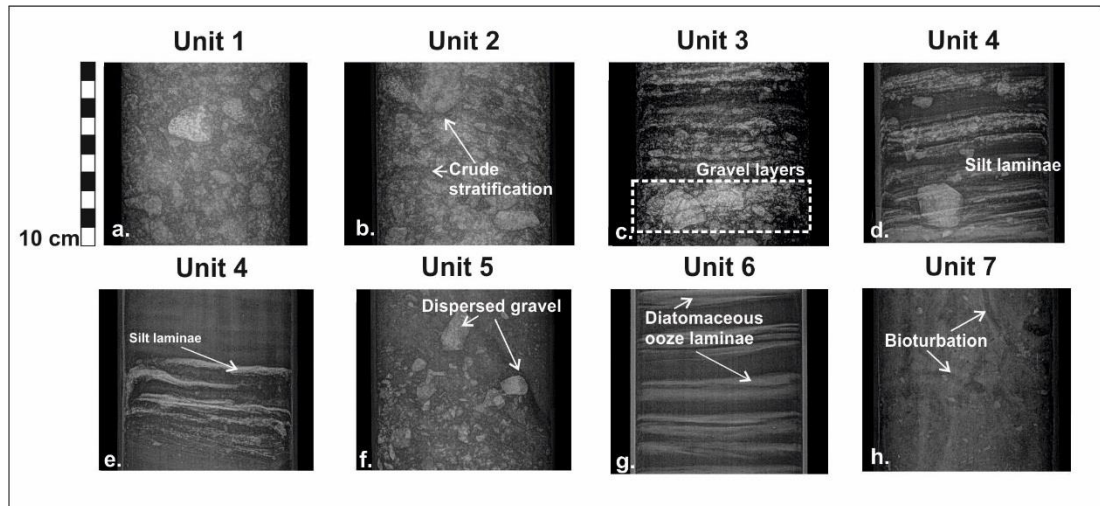 Unit 1
Unit 2
Unit 3
Unit 4
10 cm
a.
Crude
stratification
b.
Gravel layers
c.
Silt laminae
d.
Unit 4
Unit 5
Unit 6
Unit 7
Silt laminae
e.
Dispersed gravel
f.
Diatomaceous
ooze laminae
g.
Bioturbation
h.